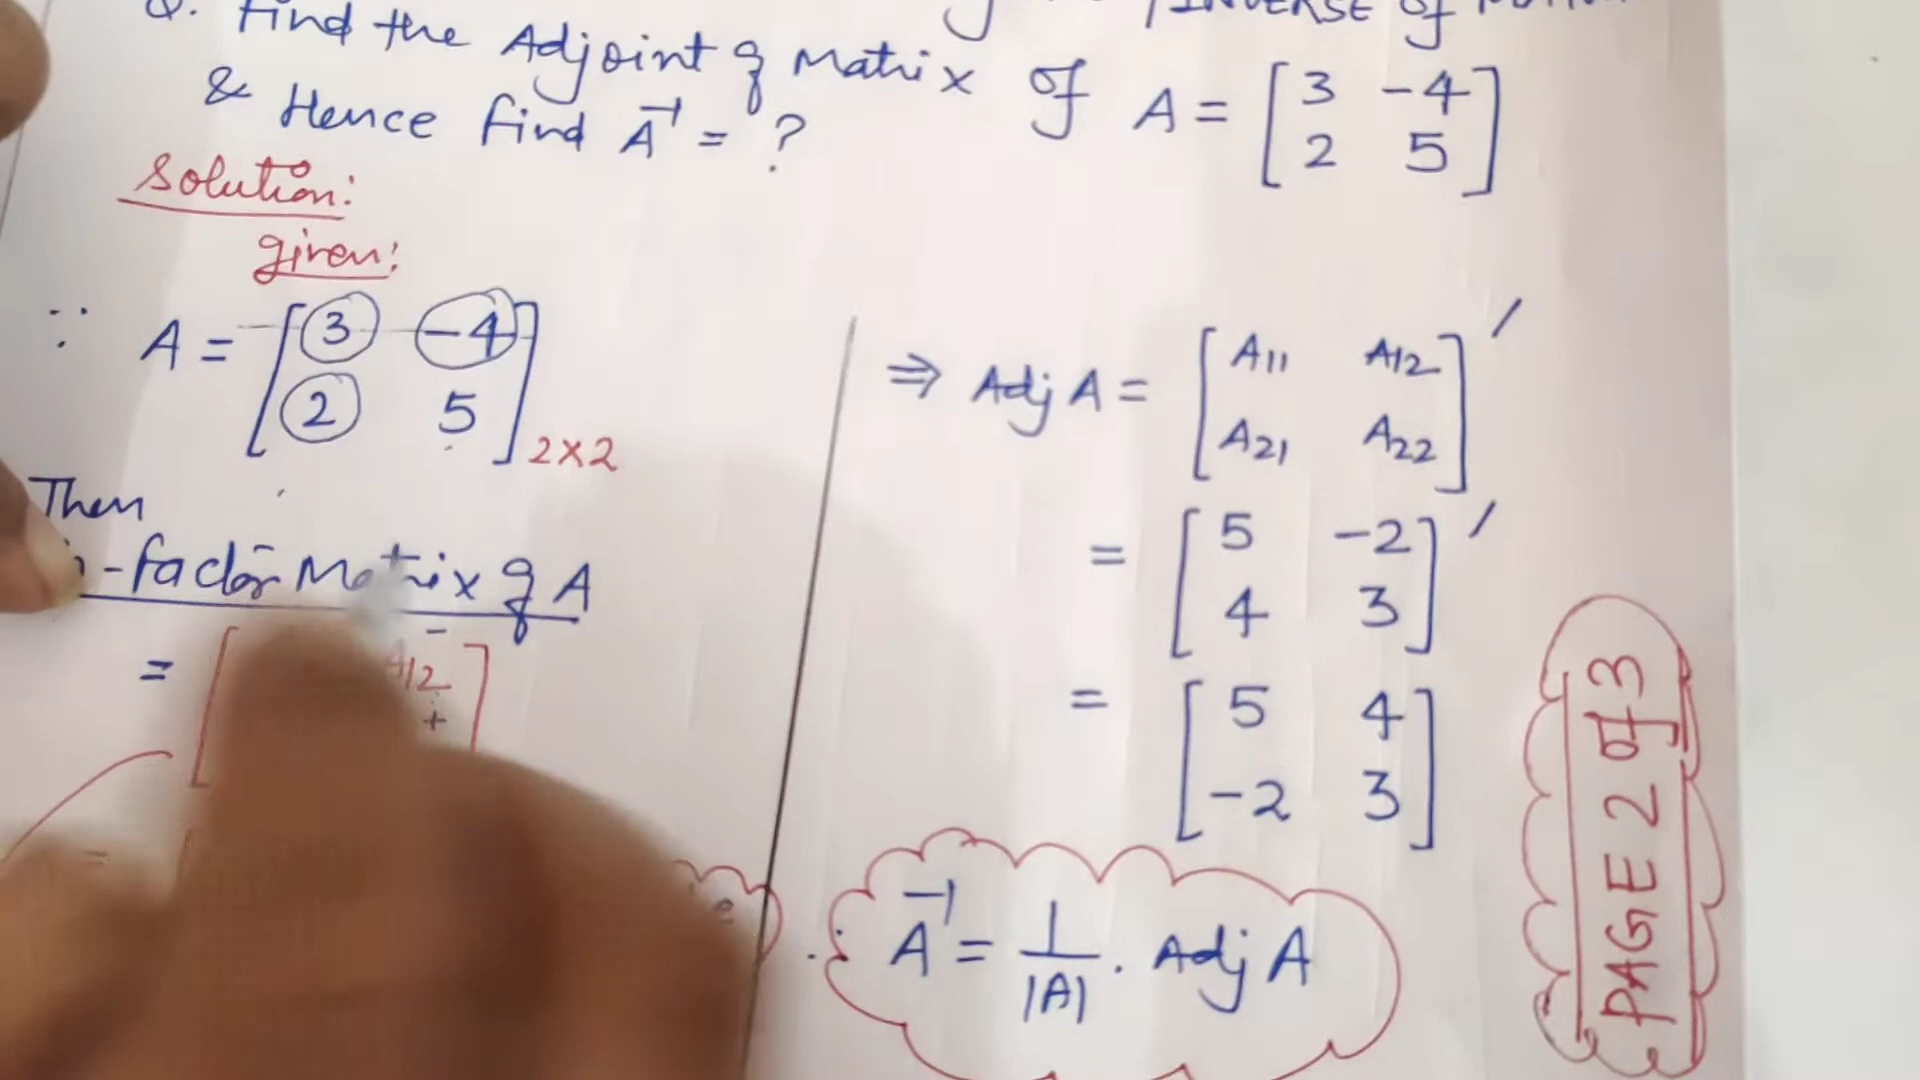 Q. Find the Adjoint of Matrix of A = [3 -4
2 5]
& Hence find A⁻¹ = ?
Solution:
given:
∵ A = [3 -4
2 5] 2×2
Then
-factor Matrix of A
= [ A12
+ ]
⇒ Adj A = [A11 A12
A21 A22]′
= [5 -2
4 3]′
= [5 4
-2 3]
∴ A⁻¹ = 1/|A| . Adj A
PAGE 2 of 3